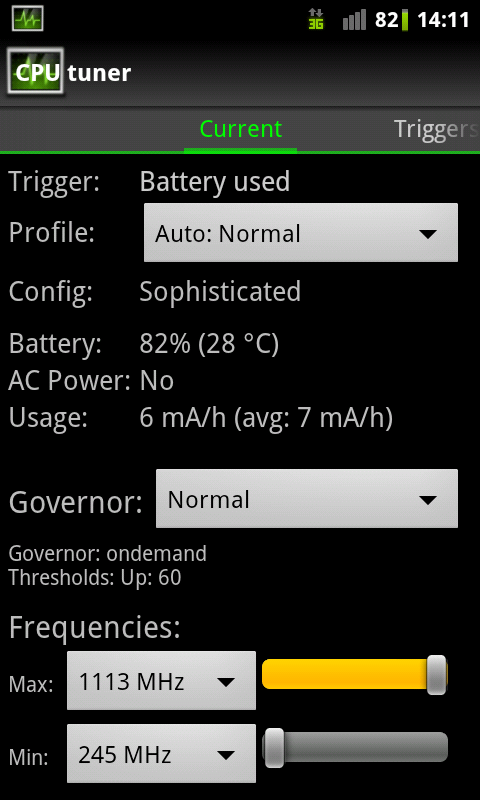 3G 82 14:11
CPU tuner
Current Triggers
Trigger: Battery used
Profile: Auto: Normal
Config: Sophisticated
Battery: 82% (28 °C)
AC Power: No
Usage: 6 mA/h (avg: 7 mA/h)
Governor: Normal
Governor: ondemand
Thresholds: Up: 60
Frequencies:
Max: 1113 MHz
Min: 245 MHz